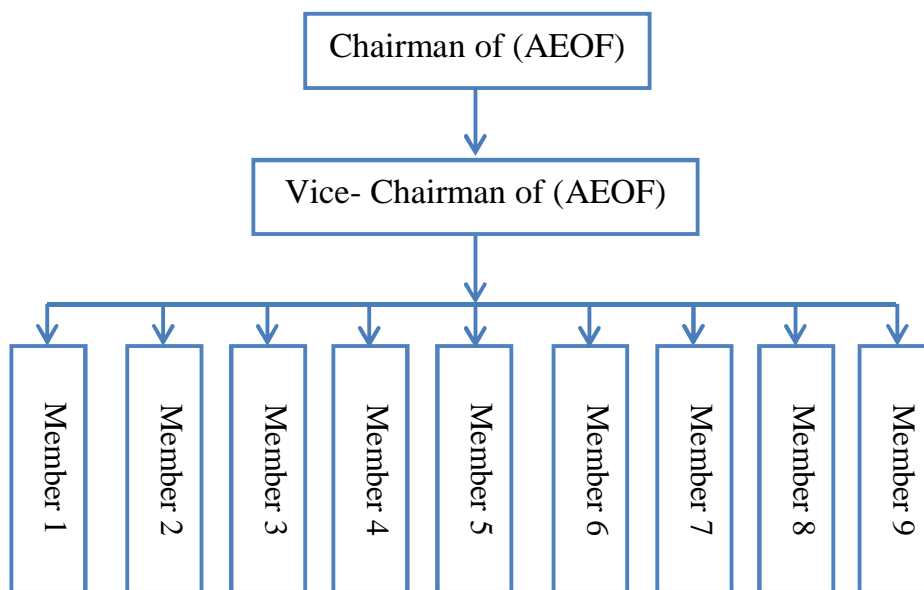 Chairman of (AEOF)
Vice- Chairman of (AEOF)
Member 1
Member 2
Member 3
Member 4
Member 5
Member 6
Member 7
Member 8
Member 9